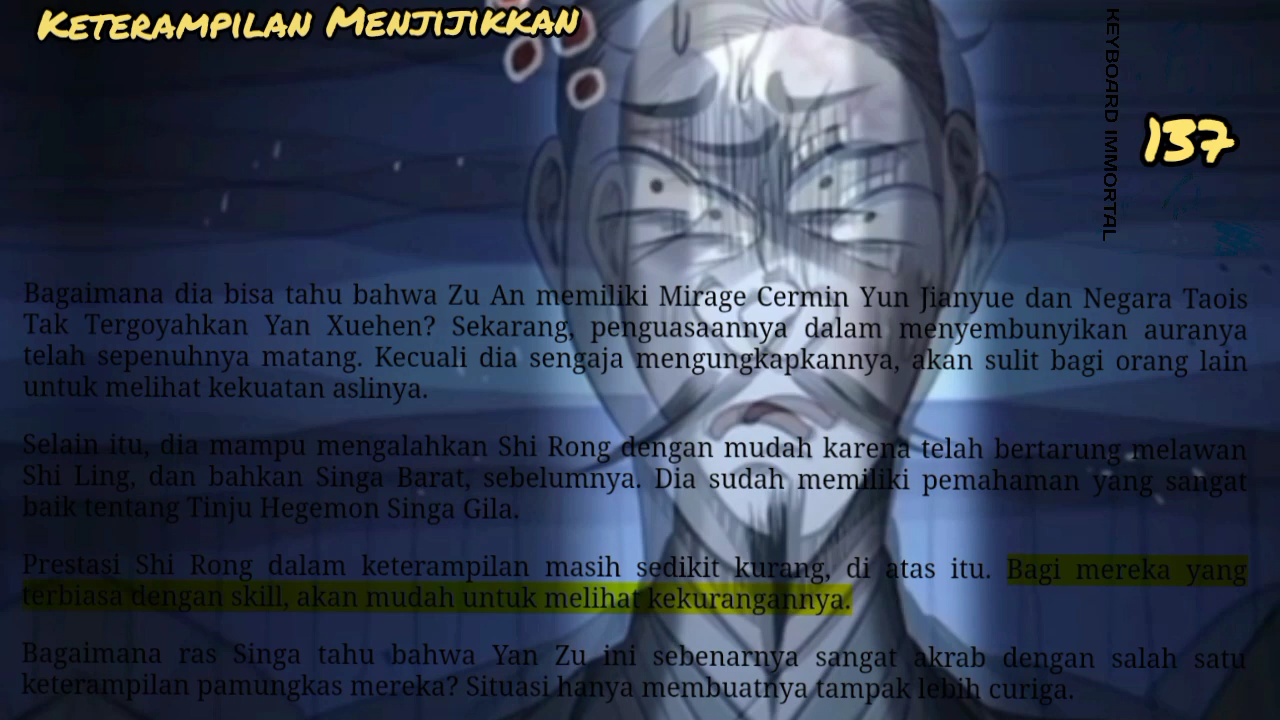 KETERAMPILAN MENJIJIKKAN
KEYBOARD IMMORTAL
137
Bagaimana dia bisa tahu bahwa Zu An memiliki Mirage Cermin Yun Jianyue dan Negara Taois
Tak Tergoyahkan Yan Xuehen? Sekarang, penguasaannya dalam menyembunyikan auranya
telah sepenuhnya matang. Kecuali dia sengaja mengungkapkannya, akan sulit bagi orang lain
untuk melihat kekuatan aslinya.
Selain itu, dia mampu mengalahkan Shi Rong dengan mudah karena telah bertarung melawan
Shi Ling, dan bahkan Singa Barat, sebelumnya. Dia sudah memiliki pemahaman yang sangat
baik tentang Tinju Hegemon Singa Gila.
Prestasi Shi Rong dalam keterampilan masih sedikit kurang, di atas itu. Bagi mereka yang
terbiasa dengan skill, akan mudah untuk melihat kekurangannya.
Bagaimana ras Singa tahu bahwa Yan Zu ini sebenarnya sangat akrab dengan salah satu
keterampilan pamungkas mereka? Situasi hanya membuatnya tampak lebih curiga.